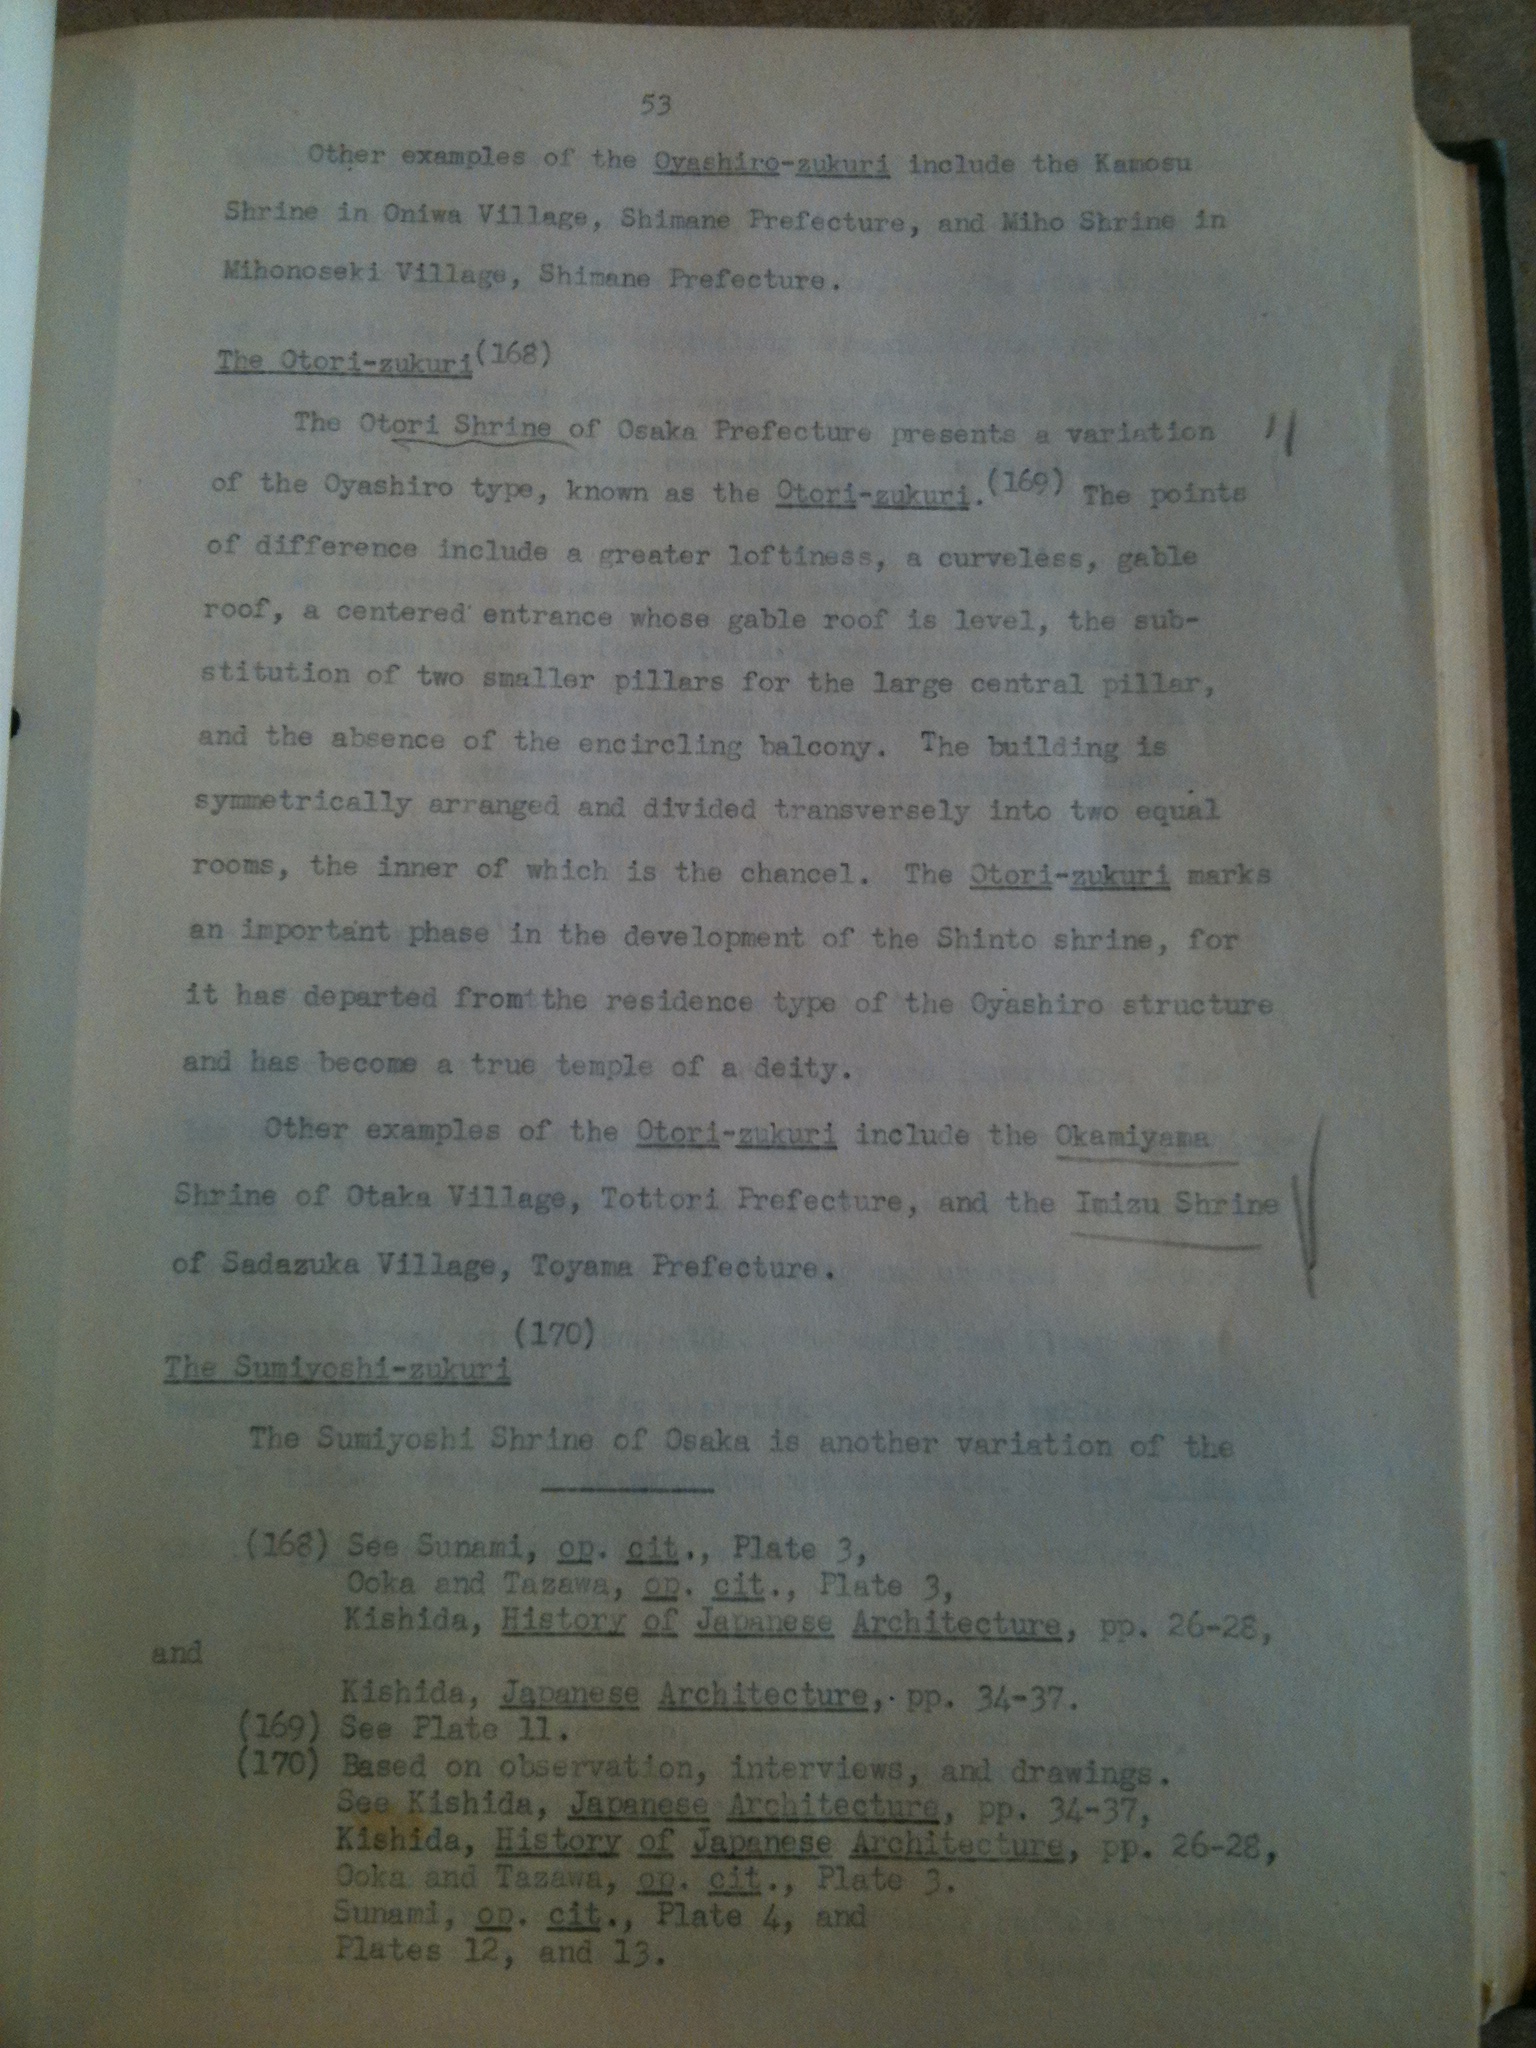 53
Other examples of the Oyashiro-zukuri include the Kamosu
Shrine in Oniwa Village, Shimane Prefecture, and Miho Shrine in
Mihonoseki Village, Shimane Prefecture.
The Otori-zukuri(168)
The Otori Shrine of Osaka Prefecture presents a variation
of the Oyashiro type, known as the Otori-zukuri.(169) The points
of difference include a greater loftiness, a curveless, gable
roof, a centered entrance whose gable roof is level, the sub-
stitution of two smaller pillars for the large central pillar,
and the absence of the encircling balcony. The building is
symmetrically arranged and divided transversely into two equal
rooms, the inner of which is the chancel. The Otori-zukuri marks
an important phase in the development of the Shinto shrine, for
it has departed from the residence type of the Oyashiro structure
and has become a true temple of a deity.
Other examples of the Otori-zukuri include the Okamiyama
Shrine of Otaka Village, Tottori Prefecture, and the Imizu Shrine
of Sadazuka Village, Toyama Prefecture.
(170)
The Sumiyoshi-zukuri
The Sumiyoshi Shrine of Osaka is another variation of the
(168) See Sunami, op. cit., Plate 3,
Ooka and Tazawa, op. cit., Plate 3,
Kishida, History of Japanese Architecture, pp. 26-28,
and
Kishida, Japanese Architecture, pp. 34-37.
(169) See Plate 11.
(170) Based on observation, interviews, and drawings.
See Kishida, Japanese Architecture, pp. 34-37,
Kishida, History of Japanese Architecture, pp. 26-28,
Ooka and Tazawa, op. cit., Plate 3.
Sunami, op. cit., Plate 4, and
Plates 12, and 13.